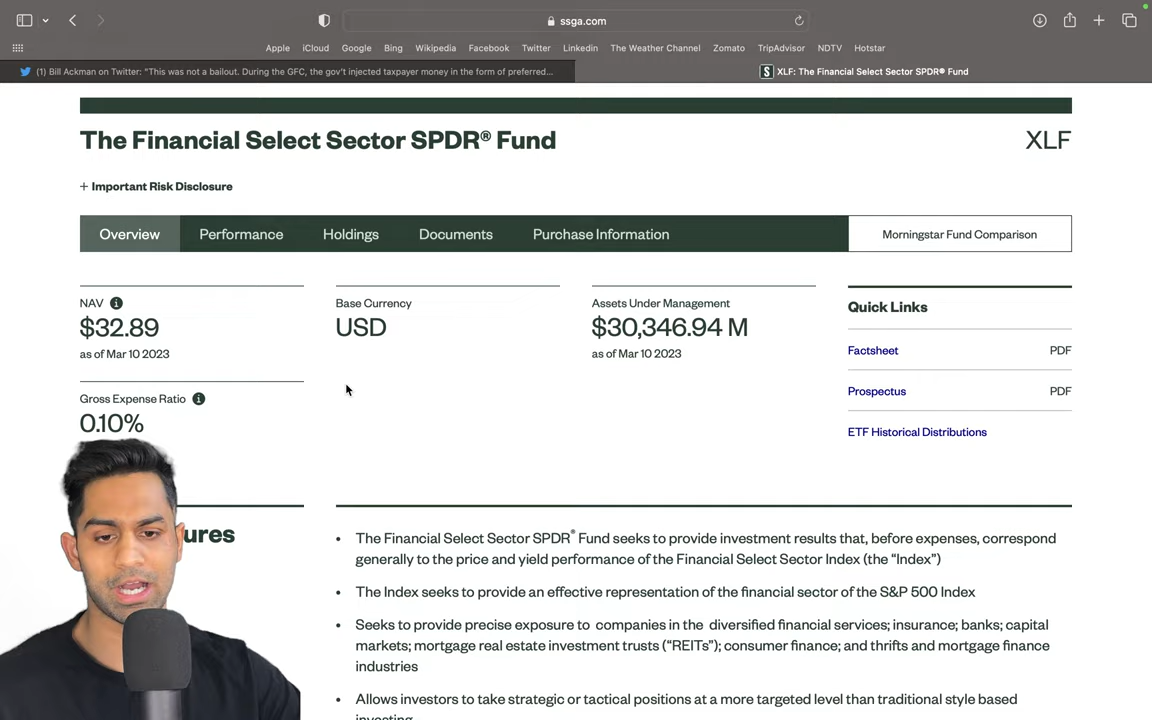 ssga.com
Apple iCloud Google Bing Wikipedia Facebook Twitter Linkedin The Weather Channel Zomato TripAdvisor NDTV Hotstar
(1) Bill Ackman on Twitter: "This was not a bailout. During the GFC, the gov't injected taxpayer money in the form of preferred...
S XLF: The Financial Select Sector SPDR® Fund
The Financial Select Sector SPDR® Fund XLF
+ Important Risk Disclosure
Overview Performance Holdings Documents Purchase Information Morningstar Fund Comparison
NAV i
$32.89
as of Mar 10 2023
Base Currency
USD
Assets Under Management
$30,346.94 M
as of Mar 10 2023
Gross Expense Ratio i
0.10%
Quick Links
Factsheet PDF
Prospectus PDF
ETF Historical Distributions
ures
• The Financial Select Sector SPDR® Fund seeks to provide investment results that, before expenses, correspond
generally to the price and yield performance of the Financial Select Sector Index (the “Index”)
• The Index seeks to provide an effective representation of the financial sector of the S&P 500 Index
• Seeks to provide precise exposure to companies in the diversified financial services; insurance; banks; capital
markets; mortgage real estate investment trusts (“REITs”); consumer finance; and thrifts and mortgage finance
industries
• Allows investors to take strategic or tactical positions at a more targeted level than traditional style based
investing